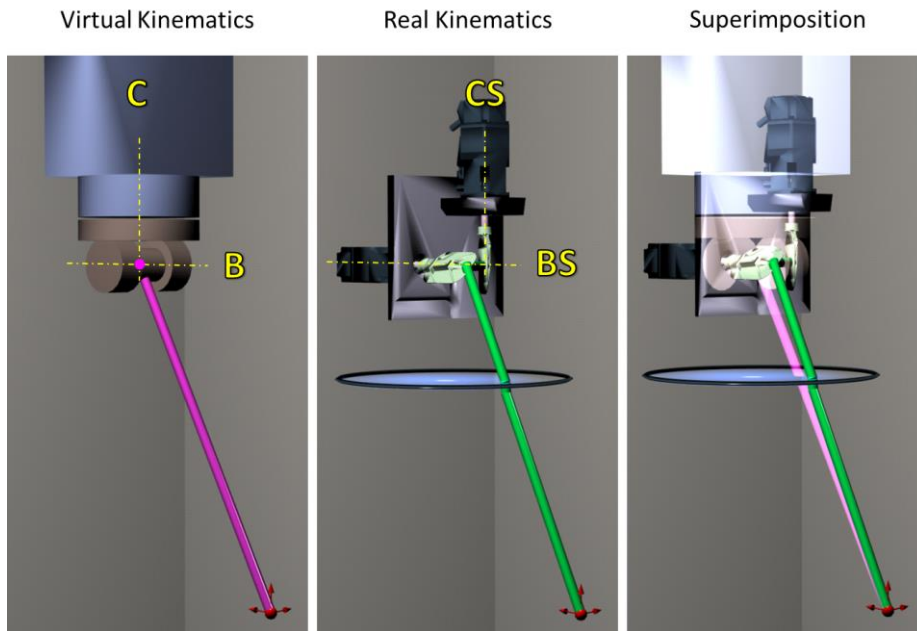 Virtual Kinematics
Real Kinematics
Superimposition
C
CS
B
BS